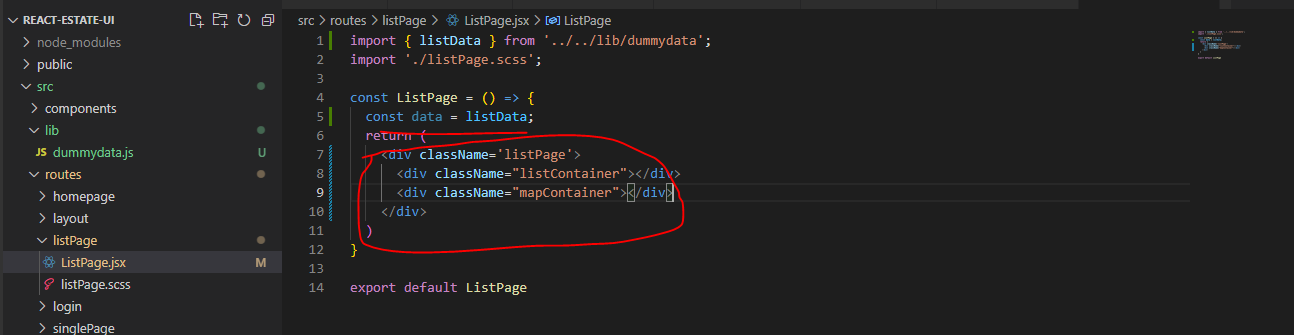 REACT-ESTATE-UI
node_modules
public
src
components
lib
JS dummydata.js U
routes
homepage
layout
listPage
ListPage.jsx M
listPage.scss
login
singlePage
src > routes > listPage > ListPage.jsx > ListPage
1 import { listData } from '../../lib/dummydata';
2 import './listPage.scss';
3
4 const ListPage = () => {
5 const data = listData;
6 return (
7 <div className='listPage'>
8 <div className="listContainer"></div>
9 <div className="mapContainer"></div>
10 </div>
11 )
12 }
13
14 export default ListPage